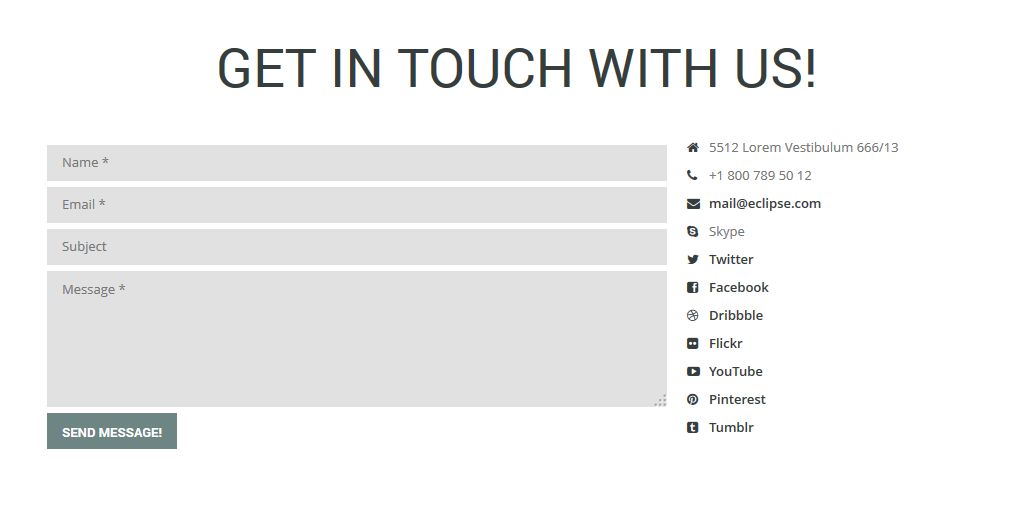 GET IN TOUCH WITH US!
Name *
Email *
Subject
Message *
SEND MESSAGE!
5512 Lorem Vestibulum 666/13
+1 800 789 50 12
mail@eclipse.com
Skype
Twitter
Facebook
Dribbble
Flickr
YouTube
Pinterest
Tumblr